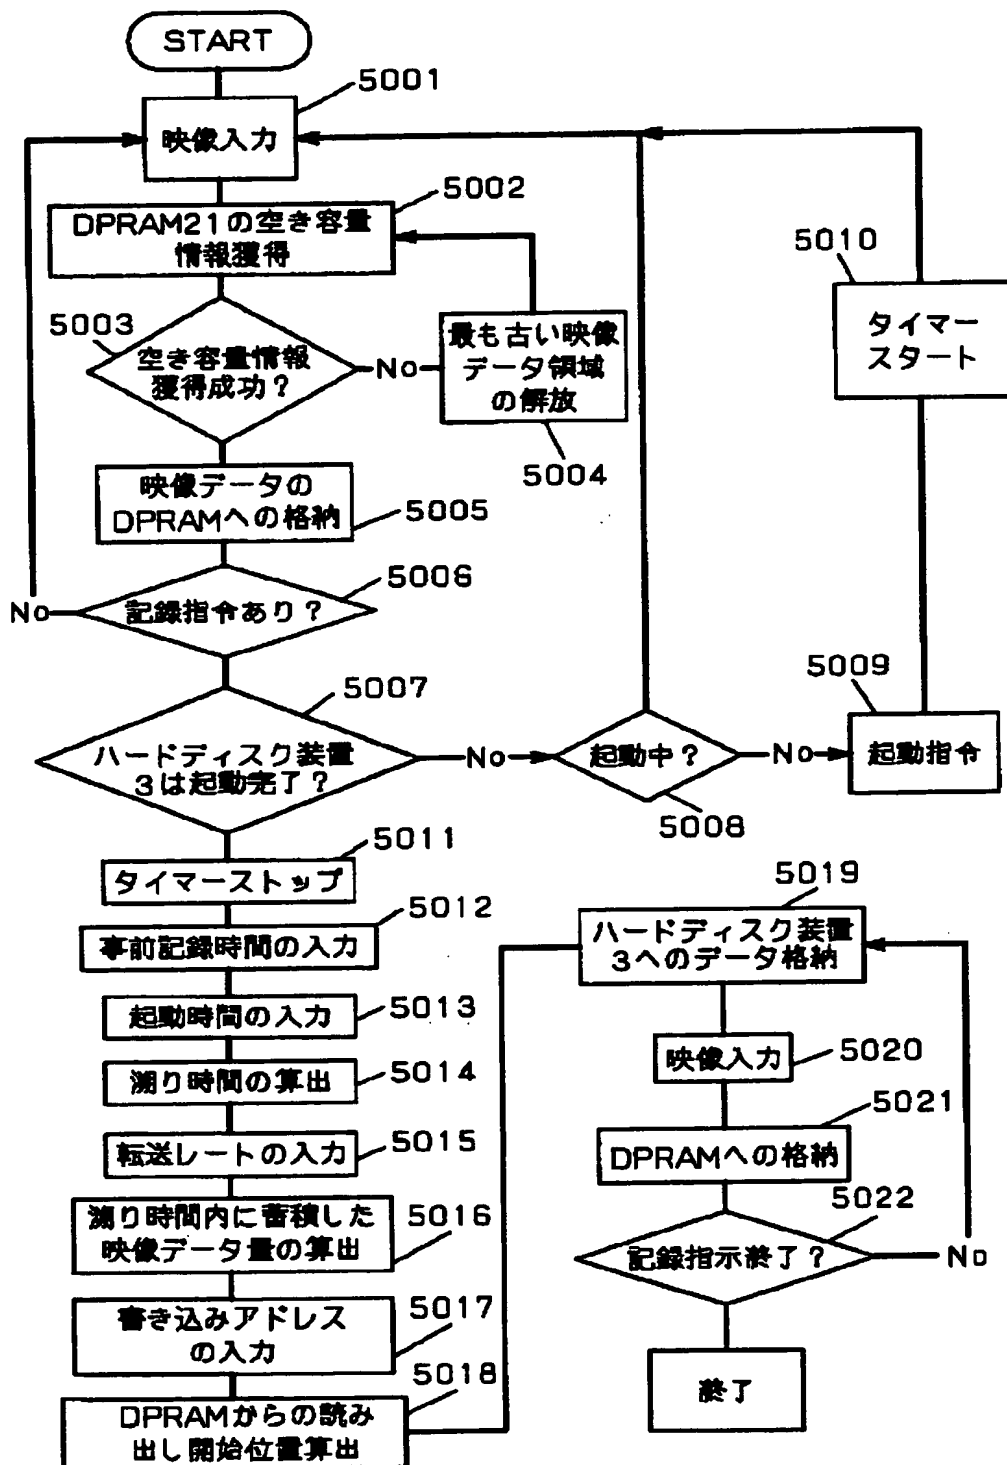 START
5001
映像入力
5002
DPRAM21の空き容量
情報獲得
5003
空き容量情報
獲得成功？
No
最も古い映像
データ領域
の解放
5004
5010
タイマー
スタート
映像データの
DPRAMへの格納
5005
5006
記録指令あり？
No
5007
ハードディスク装置
3は起動完了？
No
起動中？
5008
No
5009
起動指令
5011
タイマーストップ
5012
事前記録時間の入力
起動時間の入力
5013
溯り時間の算出
5014
転送レートの入力
5015
溯り時間内に蓄積した
映像データ量の算出
5016
書き込みアドレス
の入力
5017
5018
DPRAMからの読み
出し開始位置算出
5019
ハードディスク装置
3へのデータ格納
映像入力
5020
5021
DPRAMへの格納
5022
記録指示終了？
No
終了